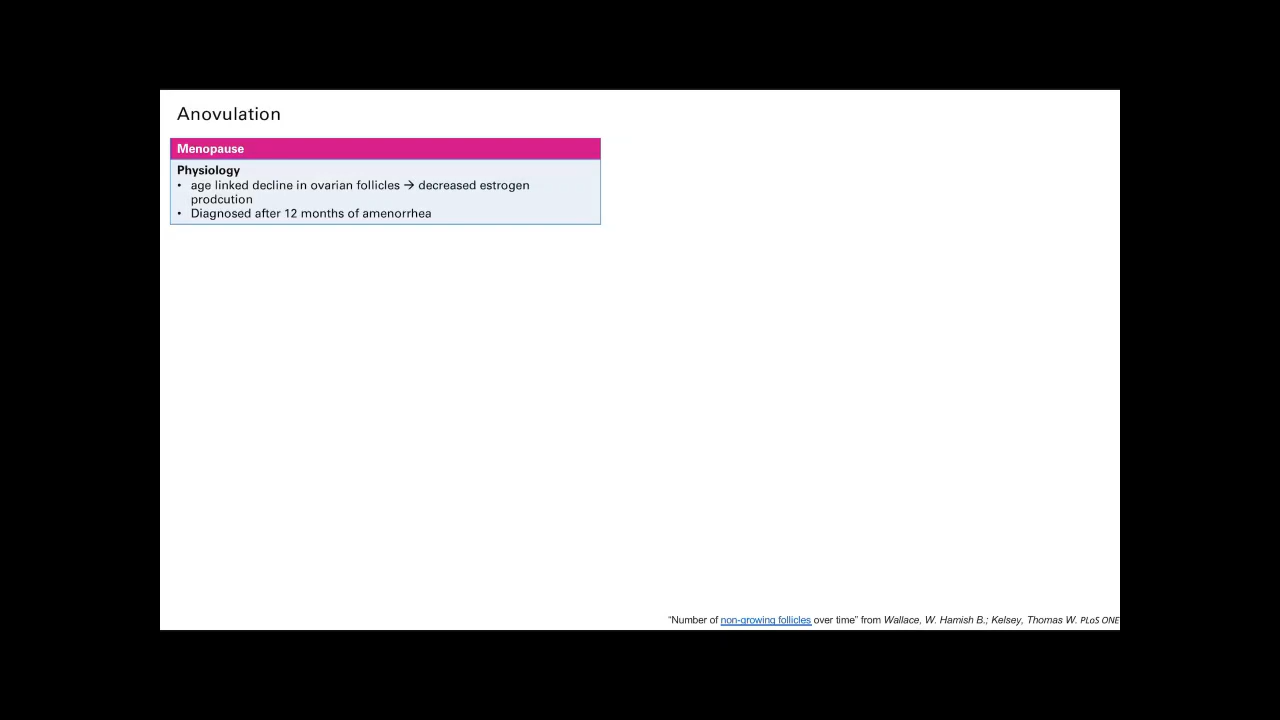 Anovulation
Menopause
Physiology
• age linked decline in ovarian follicles → decreased estrogen
prodcution
• Diagnosed after 12 months of amenorrhea
"Number of non-growing follicles over time" from Wallace, W. Hamish B.; Kelsey, Thomas W. PLoS ONE